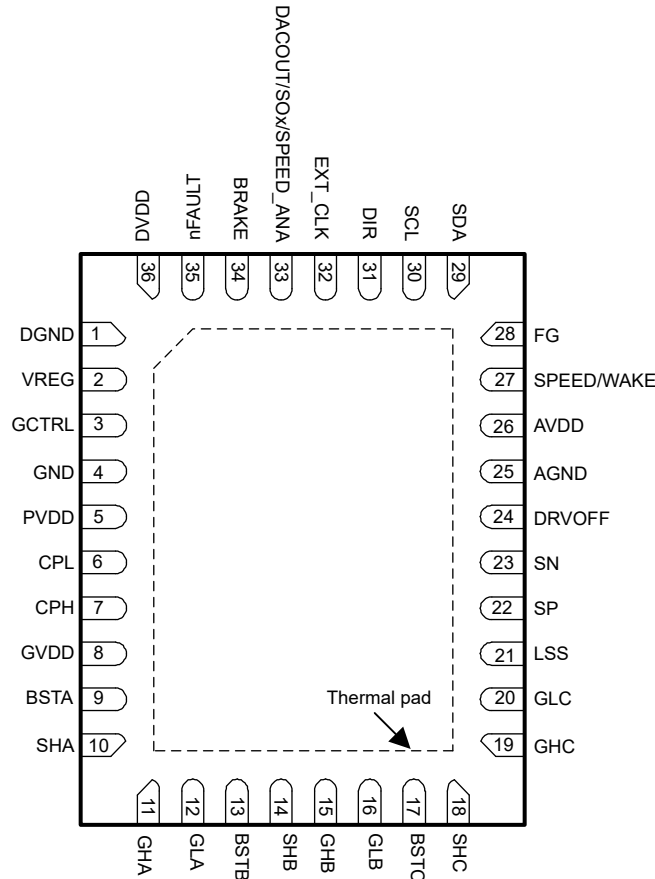 DVDD
nFAULT
BRAKE
DACOUT/SOx/SPEED_ANA
EXT_CLK
DIR
SCL
SDA
36
35
34
33
32
31
30
29
DGND 1
VREG 2
GCTRL 3
GND 4
PVDD 5
CPL 6
CPH 7
GVDD 8
BSTA 9
SHA 10
28 FG
27 SPEED/WAKE
26 AVDD
25 AGND
24 DRVOFF
23 SN
22 SP
21 LSS
20 GLC
19 GHC
Thermal pad
11
12
13
14
15
16
17
18
GHA
GLA
BSTB
SHB
GHB
GLB
BSTC
SHC